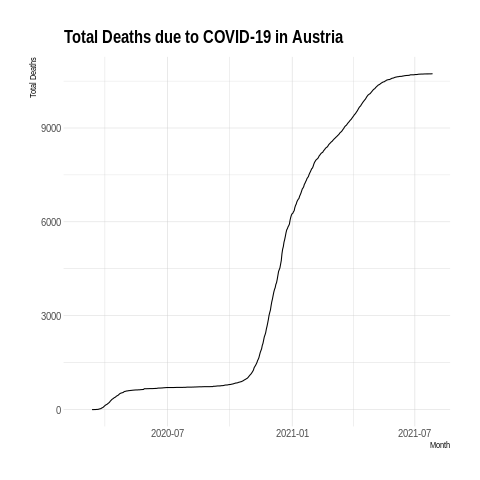 Total Deaths due to COVID-19 in Austria
Total Deaths
9000
6000
3000
0
2020-07
2021-01
2021-07
Month